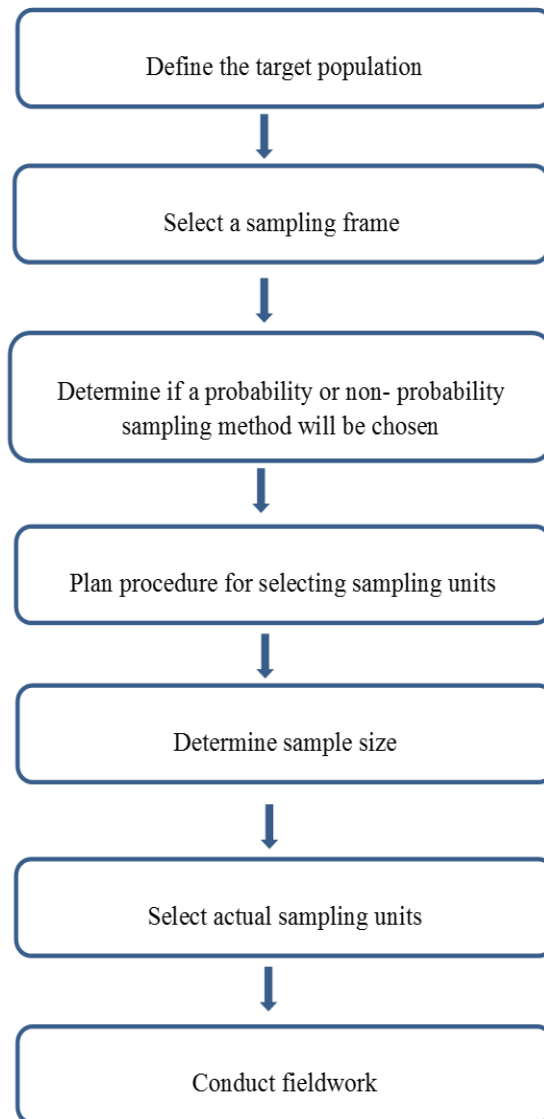 Define the target population
Select a sampling frame
Determine if a probability or non- probability
sampling method will be chosen
Plan procedure for selecting sampling units
Determine sample size
Select actual sampling units
Conduct fieldwork